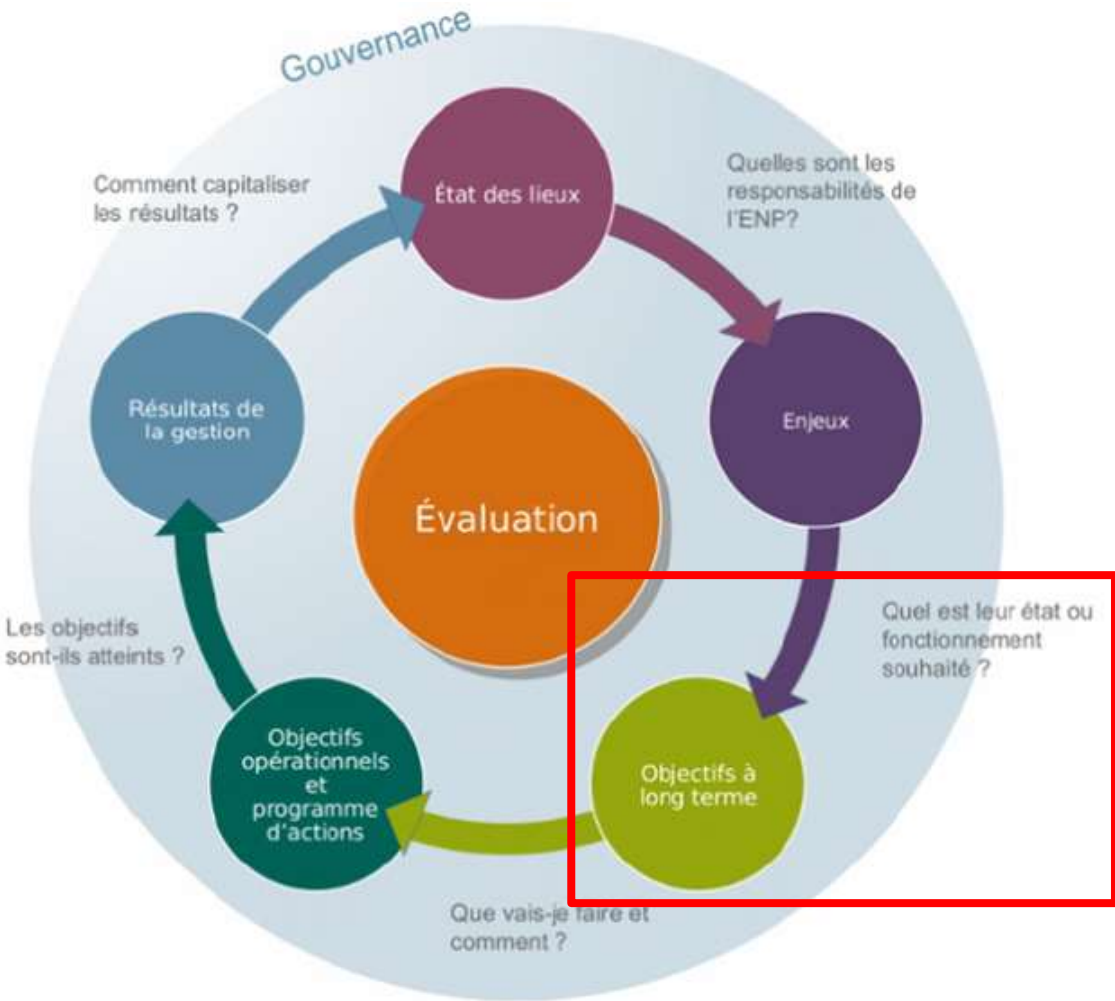 Gouvernance
Comment capitaliser
les résultats ?
État des lieux
Quelles sont les
responsabilités de
l'ENP?
Résultats de
la gestion
Enjeux
Évaluation
Quel est leur état ou
fonctionnement
souhaité ?
Les objectifs
sont-ils atteints ?
Objectifs
opérationnels
et
programme
d'actions
Objectifs à
long terme
Que vais-je faire et
comment ?